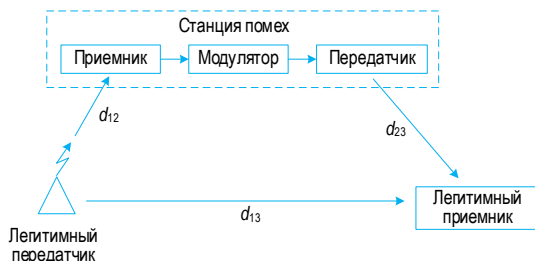 Станция помех
Приемник Модулятор Передатчик
d12
d23
d13
Легитимный
передатчик
Легитимный
приемник